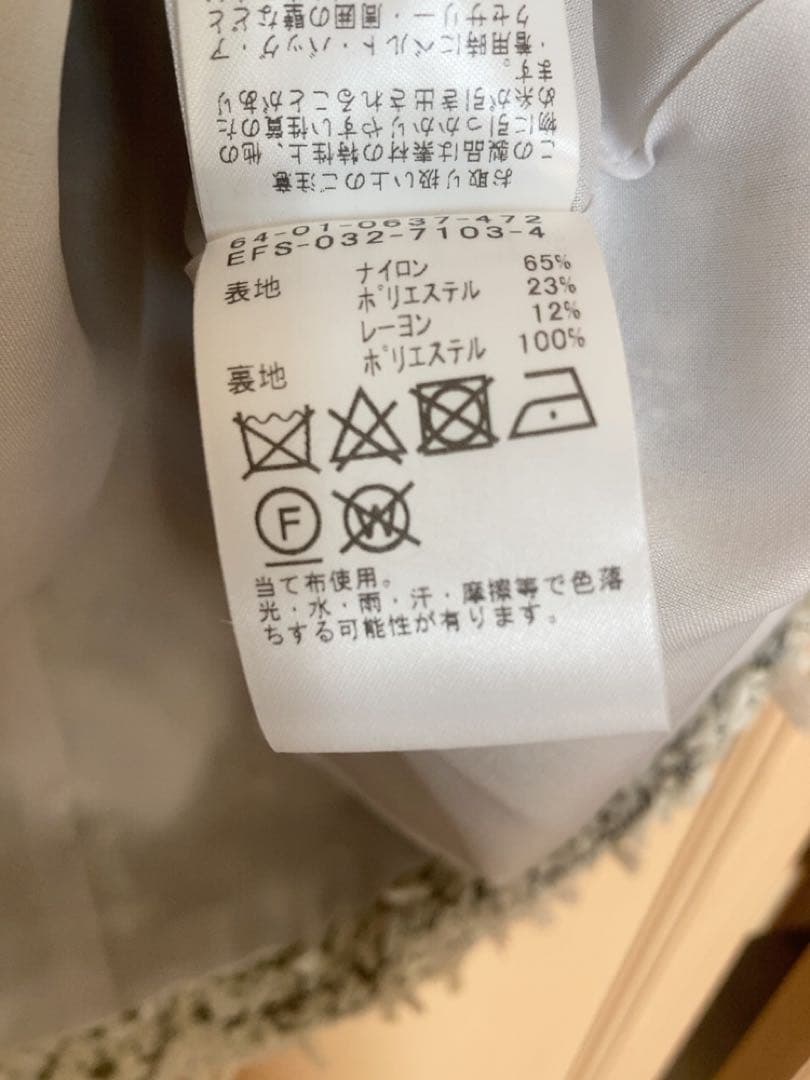 お取り扱い上のご注意
この製品は素材の特性上、他の
物に引っかかりやすい性質のた
め糸が引き出されることがあり
ます。
・着用時にベルト・バッグ・ア
クセサリー・周囲の壁などと
64-01-0637-472
EFS-032-7103-4
表地 ナイロン 65%
ポリエステル 23%
レーヨン 12%
裏地 ポリエステル 100%
F W
当て布使用。
光・水・雨・汗・摩擦等で色落
ちする可能性が有ります。